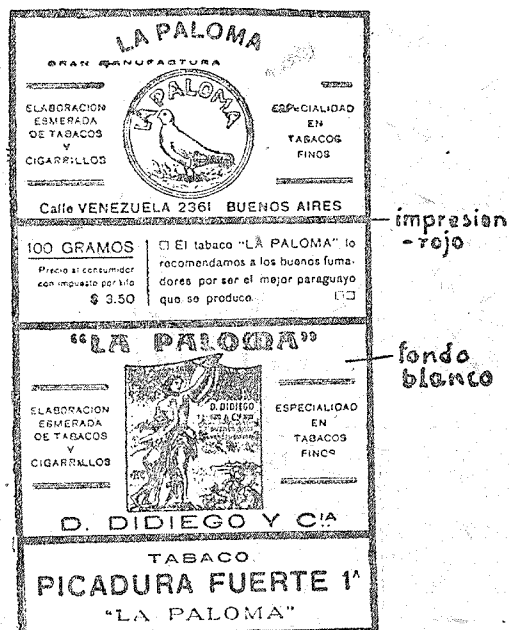 LA PALOMA
GRAN MANUFACTURA
ELABORACION
ESMERADA
DE TABACOS
Y
CIGARRILLOS
LA PALOMA
ESPECIALIDAD
EN
TABACOS
FINOS
Calle VENEZUELA 2361 BUENOS AIRES
impresion
-rojo
100 GRAMOS
Precio al consumidor
con impuesto por kilo
$ 3.50
El tabaco "LA PALOMA" lo
recomendamos a los buenos fuma-
dores por ser el mejor paraguayo
que se produce.
"LA PALOMA"
fondo
blanco
ELABORACION
ESMERADA
DE TABACOS
Y
CIGARRILLOS
D. DIDIEGO
& Cia
ESPECIALIDAD
EN
TABACOS
FINOS
D. DIDIEGO Y CIA
TABACO
PICADURA FUERTE 1ª
"LA PALOMA"